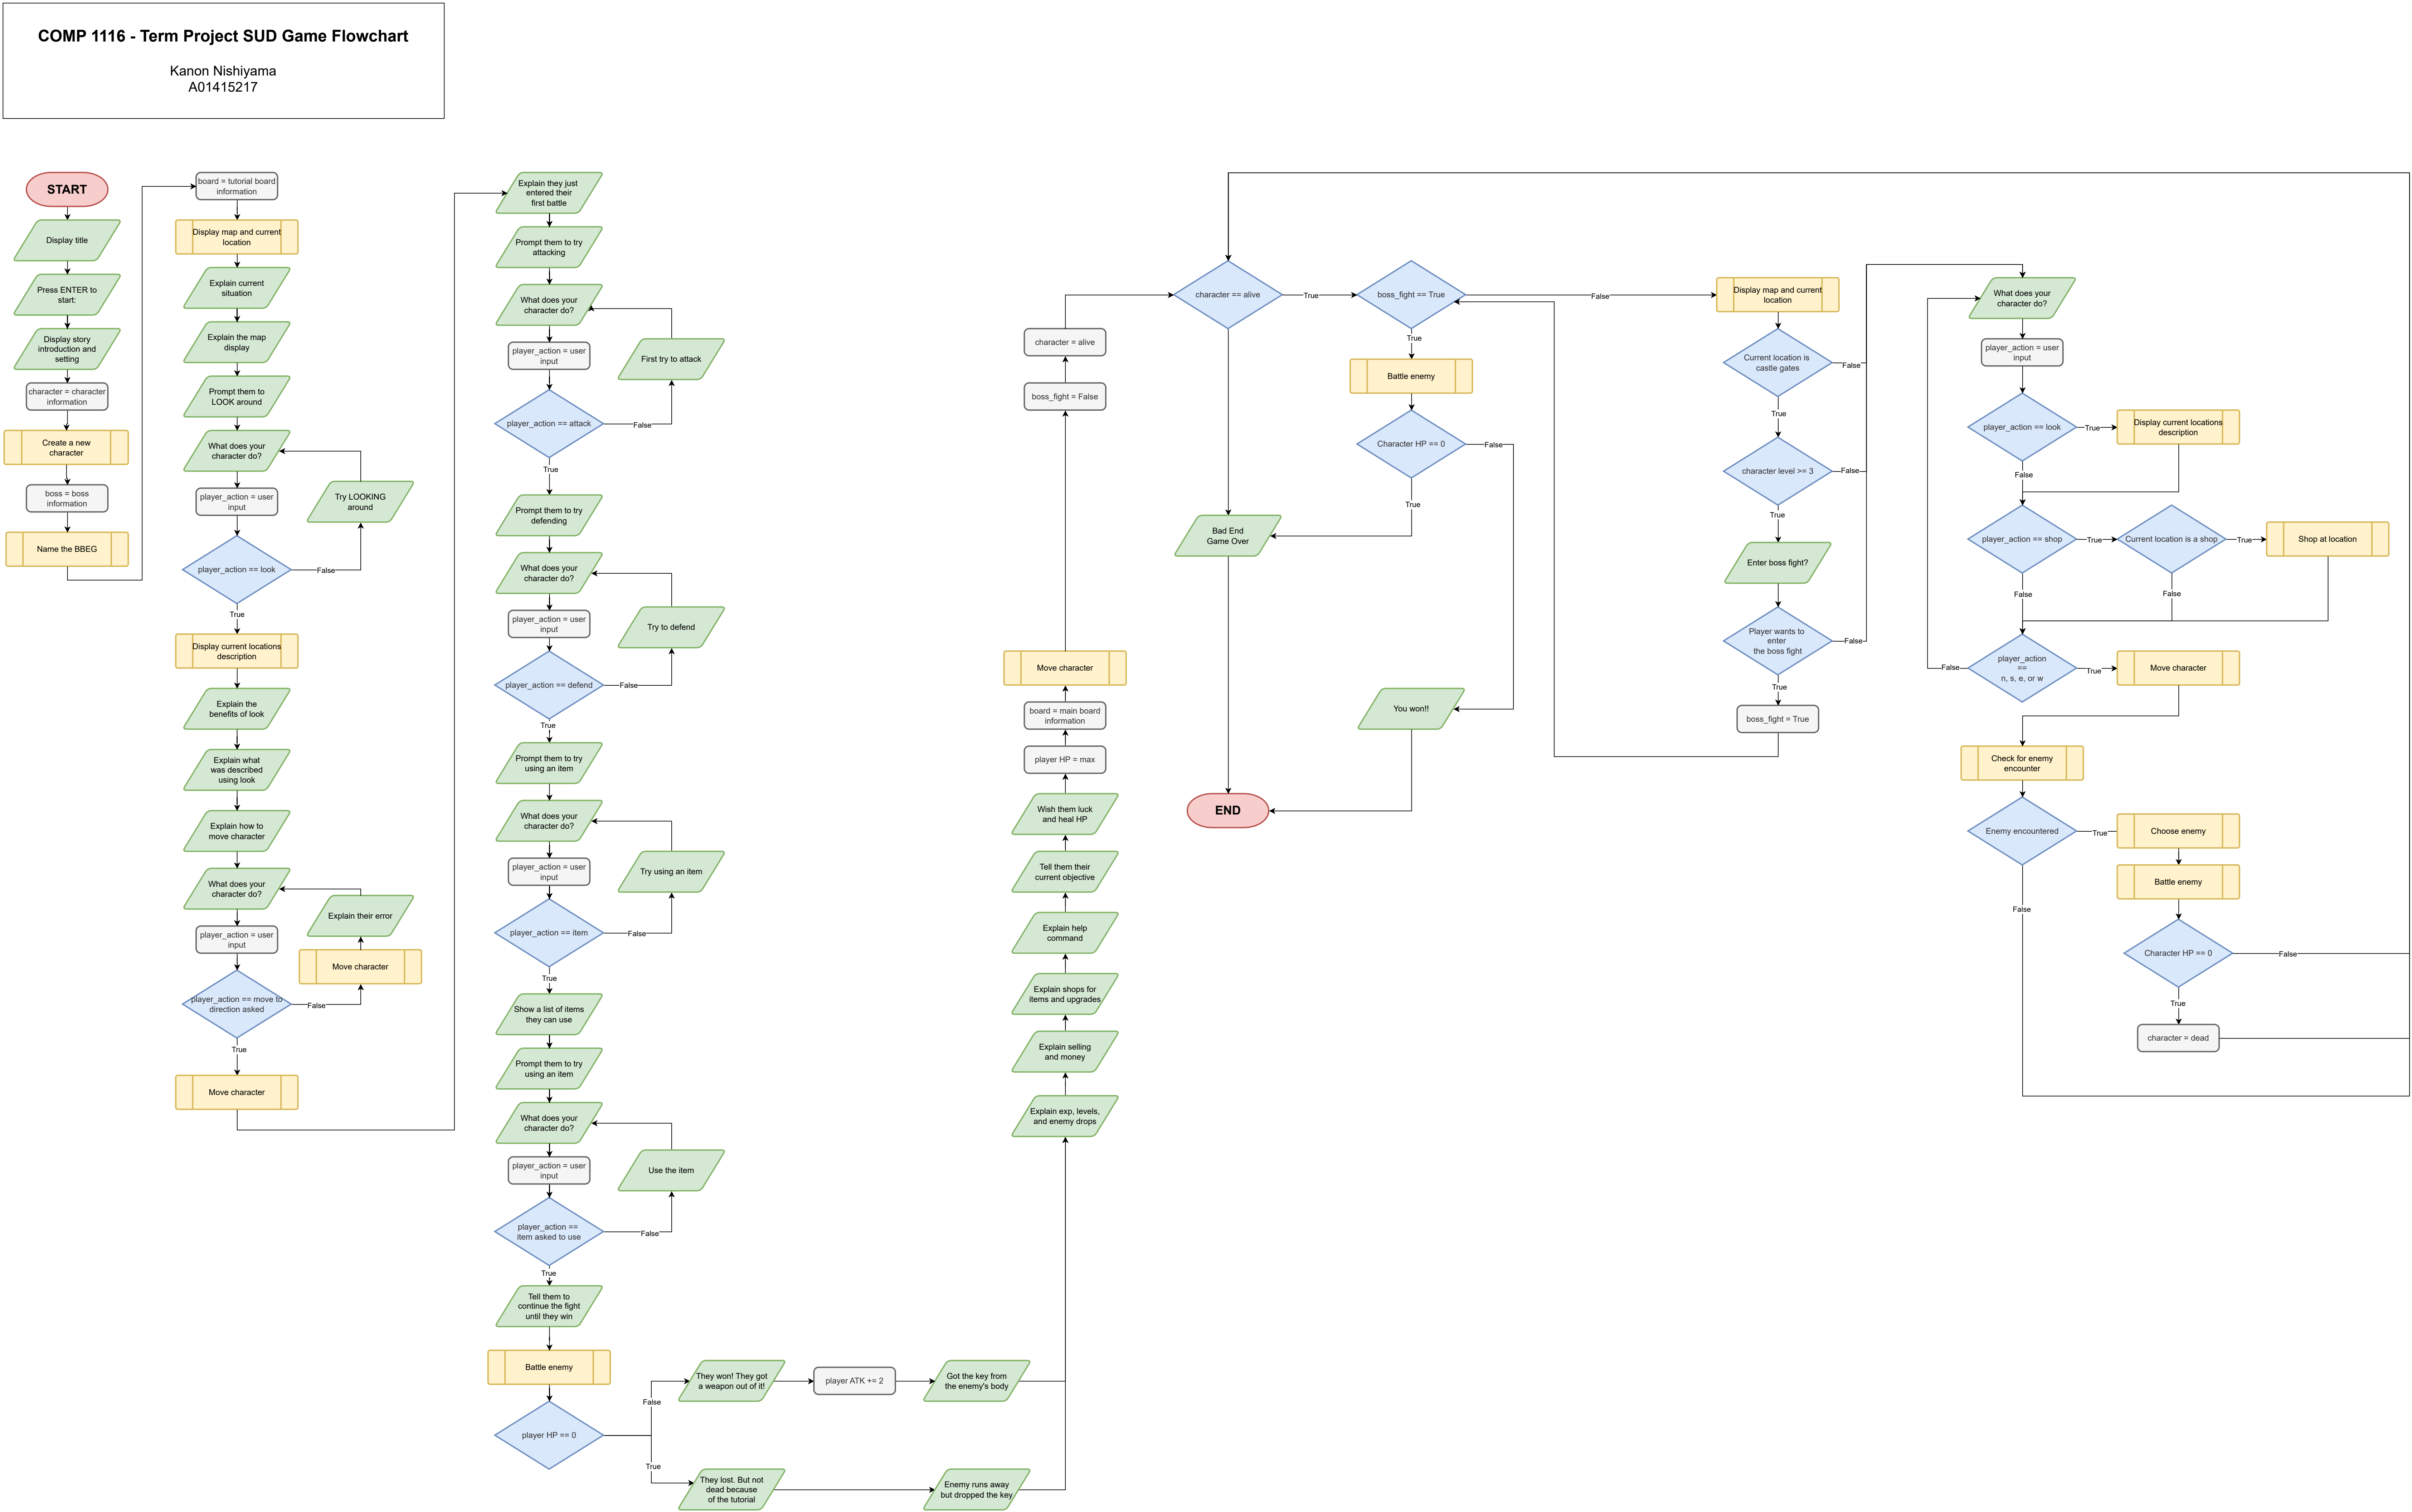 COMP 1116 - Term Project SUD Game Flowchart
Kanon Nishiyama
A01415217
START
Display title
Press ENTER to
start:
Display story
introduction and
setting
character = character
information
Create a new
character
boss = boss
information
Name the BBEG
board = tutorial board
information
Display map and current
location
Explain current
situation
Explain the map
display
Prompt them to
LOOK around
What does your
character do?
player_action = user
input
Try LOOKING
around
player_action == look
False
True
Display current locations
description
Explain the
benefits of look
Explain what
was described
using look
Explain how to
move character
What does your
character do?
Explain their error
player_action = user
input
Move character
player_action == move to
direction asked
False
True
Move character
Explain they just
entered their
first battle
Prompt them to try
attacking
What does your
character do?
player_action = user
input
First try to attack
player_action == attack
False
True
Prompt them to try
defending
What does your
character do?
player_action = user
input
Try to defend
player_action == defend
False
True
Prompt them to try
using an item
What does your
character do?
player_action = user
input
Try using an item
player_action == item
False
True
Show a list of items
they can use
Prompt them to try
using an item
What does your
character do?
player_action = user
input
Use the item
player_action ==
item asked to use
False
True
Tell them to
continue the fight
until they win
Battle enemy
player HP == 0
False
They won! They got
a weapon out of it!
player ATK += 2
Got the key from
the enemy's body
True
They lost. But not
dead because
of the tutorial
Enemy runs away
but dropped the key
Explain exp, levels,
and enemy drops
Explain selling
and money
Explain shops for
items and upgrades
Explain help
command
Tell them their
current objective
Wish them luck
and heal HP
player HP = max
board = main board
information
Move character
boss_fight = False
character = alive
character == alive
True
boss_fight == True
False
True
Battle enemy
Character HP == 0
False
True
Bad End
Game Over
You won!!
END
Display map and current
location
Current location is
castle gates
False
True
character level >= 3
False
True
Enter boss fight?
Player wants to
enter
the boss fight
False
True
boss_fight = True
What does your
character do?
player_action = user
input
player_action == look
True
Display current locations
description
False
player_action == shop
True
Current location is a shop
True
Shop at location
False
False
player_action
==
n, s, e, or w
False
True
Move character
Check for enemy
encounter
Enemy encountered
True
Choose enemy
Battle enemy
False
Character HP == 0
False
True
character = dead